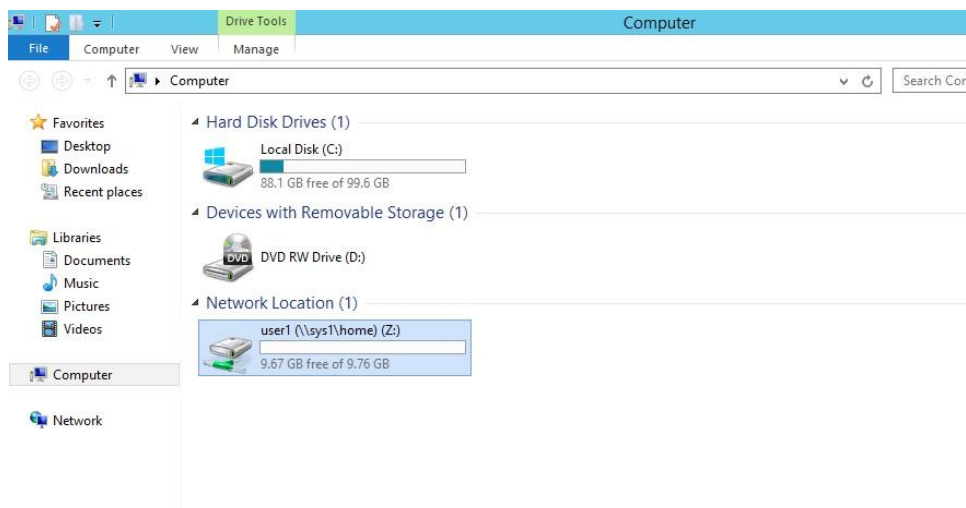 Drive Tools
Computer
File
Computer
View
Manage
Computer
Search Cor
Favorites
Desktop
Downloads
Recent places
Libraries
Documents
Music
Pictures
Videos
Computer
Network
Hard Disk Drives (1)
Local Disk (C:)
88.1 GB free of 99.6 GB
Devices with Removable Storage (1)
DVD
DVD RW Drive (D:)
Network Location (1)
user1 (\\sys1\home) (Z:)
9.67 GB free of 9.76 GB